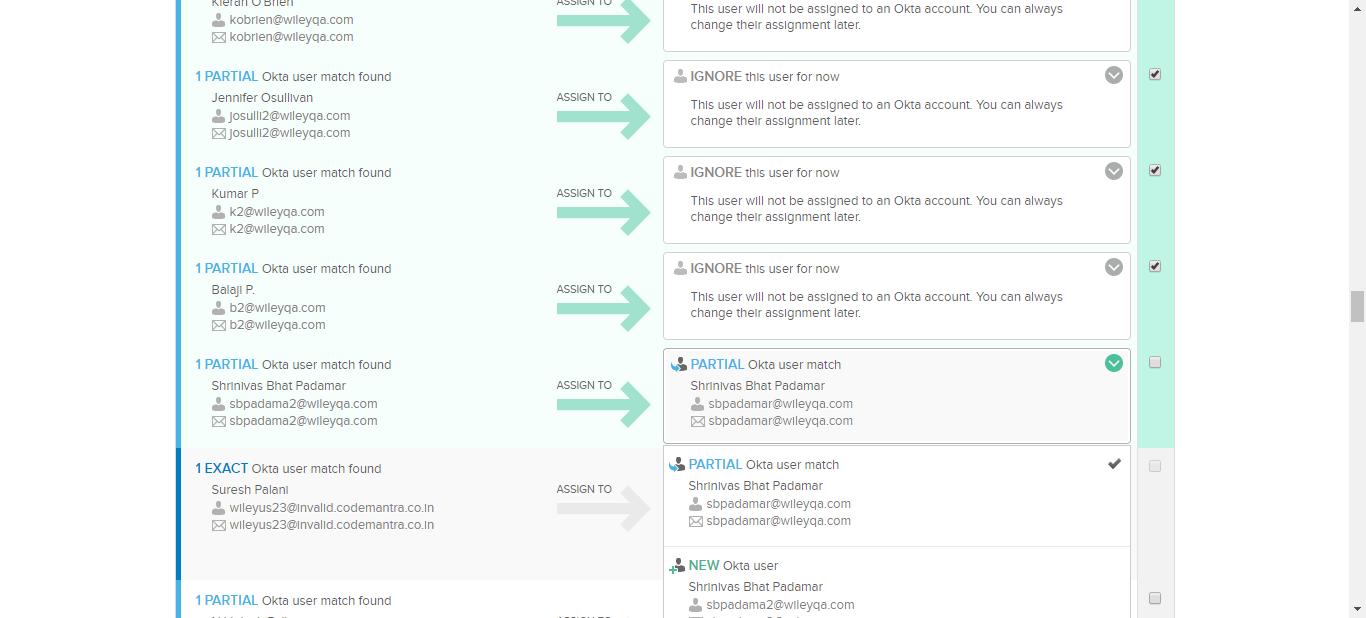 Kieran O'Brien
kobrien@wileyqa.com
kobrien@wileyqa.com
ASSIGN TO
This user will not be assigned to an Okta account. You can always
change their assignment later.
1 PARTIAL Okta user match found
Jennifer Osullivan
josulli2@wileyqa.com
josulli2@wileyqa.com
ASSIGN TO
IGNORE this user for now
This user will not be assigned to an Okta account. You can always
change their assignment later.
1 PARTIAL Okta user match found
Kumar P
k2@wileyqa.com
k2@wileyqa.com
ASSIGN TO
IGNORE this user for now
This user will not be assigned to an Okta account. You can always
change their assignment later.
1 PARTIAL Okta user match found
Balaji P.
b2@wileyqa.com
b2@wileyqa.com
ASSIGN TO
IGNORE this user for now
This user will not be assigned to an Okta account. You can always
change their assignment later.
1 PARTIAL Okta user match found
Shrinivas Bhat Padamar
sbpadama2@wileyqa.com
sbpadama2@wileyqa.com
ASSIGN TO
PARTIAL Okta user match
Shrinivas Bhat Padamar
sbpadamar@wileyqa.com
sbpadamar@wileyqa.com
1 EXACT Okta user match found
Suresh Palani
wileyus23@invalid.codemantra.co.in
wileyus23@invalid.codemantra.co.in
ASSIGN TO
PARTIAL Okta user match
Shrinivas Bhat Padamar
sbpadamar@wileyqa.com
sbpadamar@wileyqa.com
NEW Okta user
Shrinivas Bhat Padamar
sbpadama2@wileyqa.com
1 PARTIAL Okta user match found
ASSIGN TO